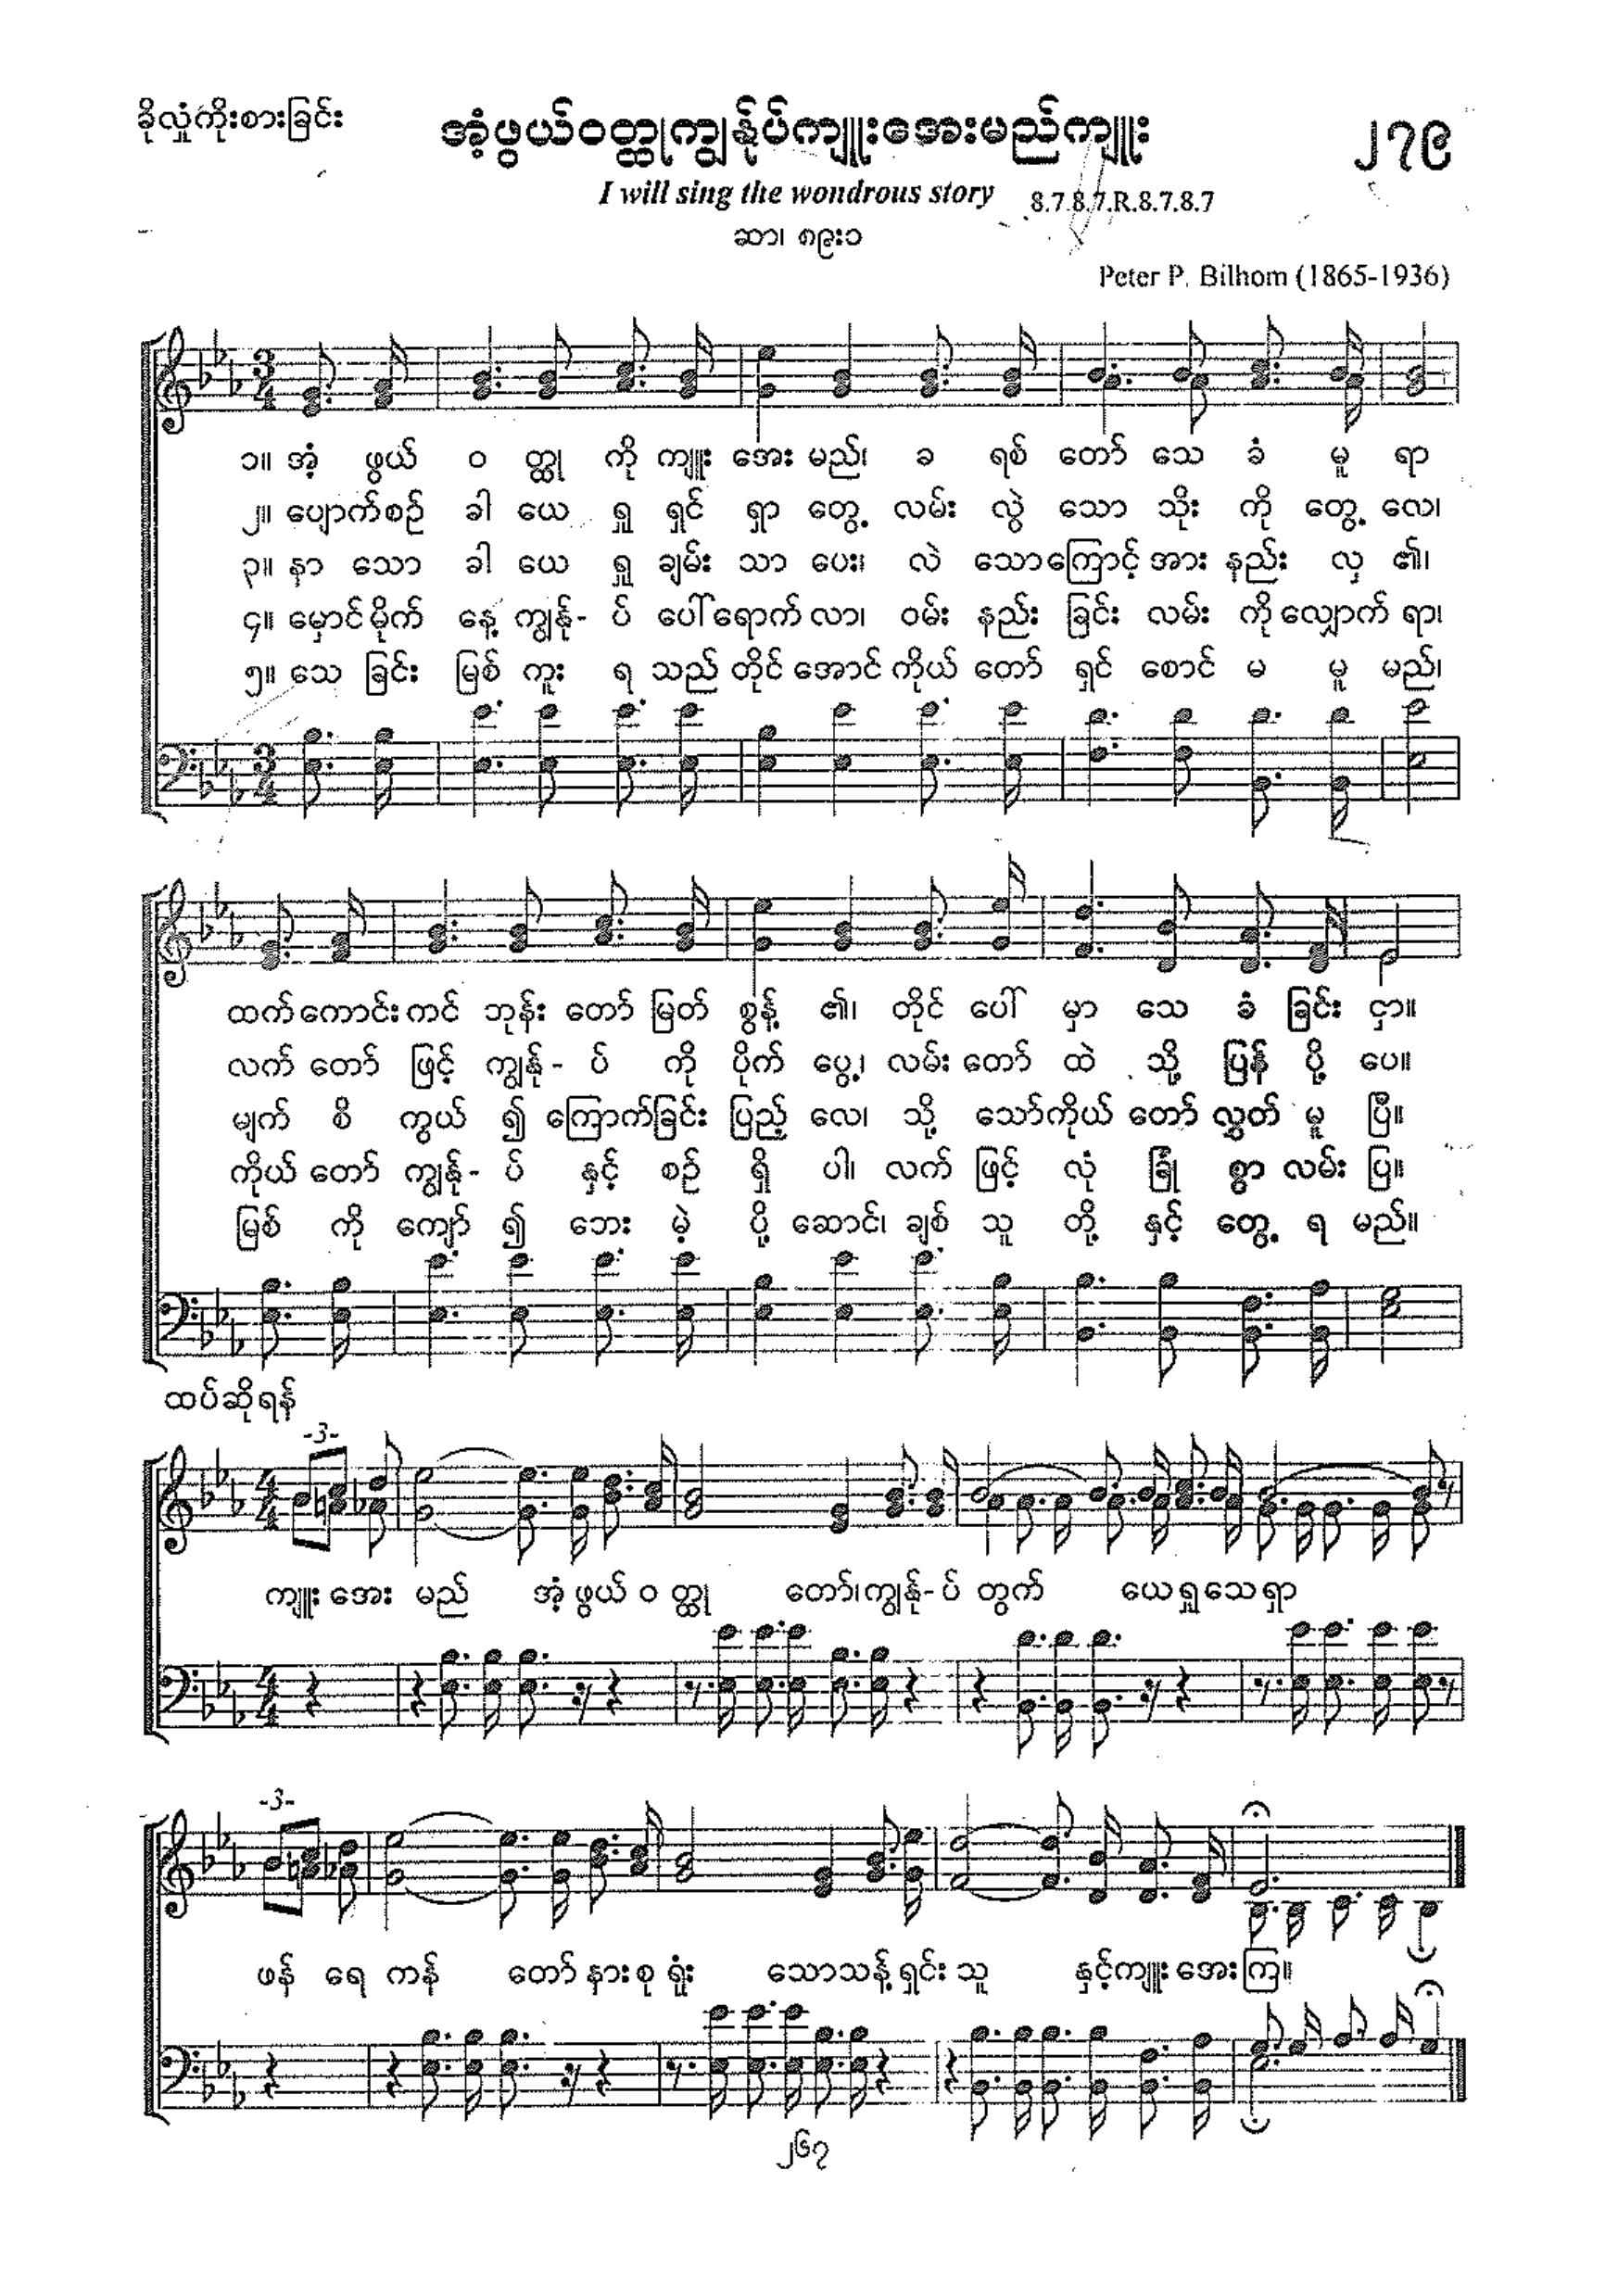 ခိုလှုံကိုးစားခြင်း
အံ့ဖွယ်ဝတ္ထုကျွန်ုပ်ကျူးအေးမည်ကျူး
၂၇၉
I will sing the wondrous story 8.7.8.7.R.8.7.8.7
ဆာ၊ ၈၉း၁
Peter P. Bilhom (1865-1936)
၁။ အံ့ ဖွယ် ဝ တ္ထု ကို ကျူး အေး မည်၊ ခ ရစ် တော် သေ ခံ မူ ရာ
၂။ ပျောက်စဉ် ခါ ယေ ရှု ရှင် ရှာ တွေ့ လမ်း လွဲ သော သိုး ကို တွေ့ လေ၊
၃။ နာ သော ခါ ယေ ရှု ချမ်း သာ ပေး၊ လဲ သောကြောင့် အား နည်း လှ ၏၊
၄။ မှောင်မိုက် နေ့ ကျွန်ုပ် - ပ် ပေါ် ရောက် လာ၊ ဝမ်း နည်း ခြင်း လမ်း ကို လျှောက် ရာ၊
၅။ သေ ခြင်း မြစ် ကူး ရ သည် တိုင် အောင် ကိုယ် တော် ရှင် စောင် မ မူ မည်၊
ထက်ကောင်းကင် ဘုန်း တော် မြတ် စွန့် ၏၊ တိုင် ပေါ် မှာ သေ ခံ ခြင်း ငှာ။
လက် တော် ဖြင့် ကျွန်ု - ပ် ကို ပိုက် ပွေ့၊ လမ်း တော် ထဲ သို့ ပြန် ပို့ ပေ။
မျက် စိ ကွယ် ၍ ကြောက်ခြင်း ပြည့် လေ၊ သို့ သော်ကိုယ် တော် လွှတ် မူ ပြီ။
ကိုယ် တော် ကျွန်ု - ပ် နှင့် စဉ် ရှိ ပါ၊ လက် ဖြင့် လုံ ခြုံ စွာ လမ်း ပြ။
မြစ် ကို ကျော် ၍ ဘေး မဲ့ ပို့ ဆောင်၊ ချစ် သူ တို့ နှင့် တွေ့ ရ မည်။
ထပ်ဆိုရန်
-3-
ကျူး အေး မည် အံ့ ဖွယ် ဝ တ္ထု တော်၊ကျွန်ု - ပ် တွက် ယေရှုသေရှာ
-3-
ဖန် ရေ ကန် တော် နားစု ရုံး သောသန့်ရှင်း သူ နှင့်ကျူး အေးကြ။
၂၆၇